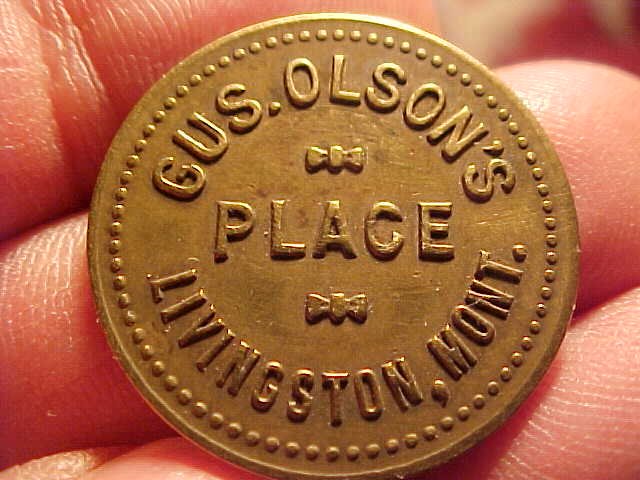 GUS. OLSON'S
PLACE
LIVINGSTON, MONT.